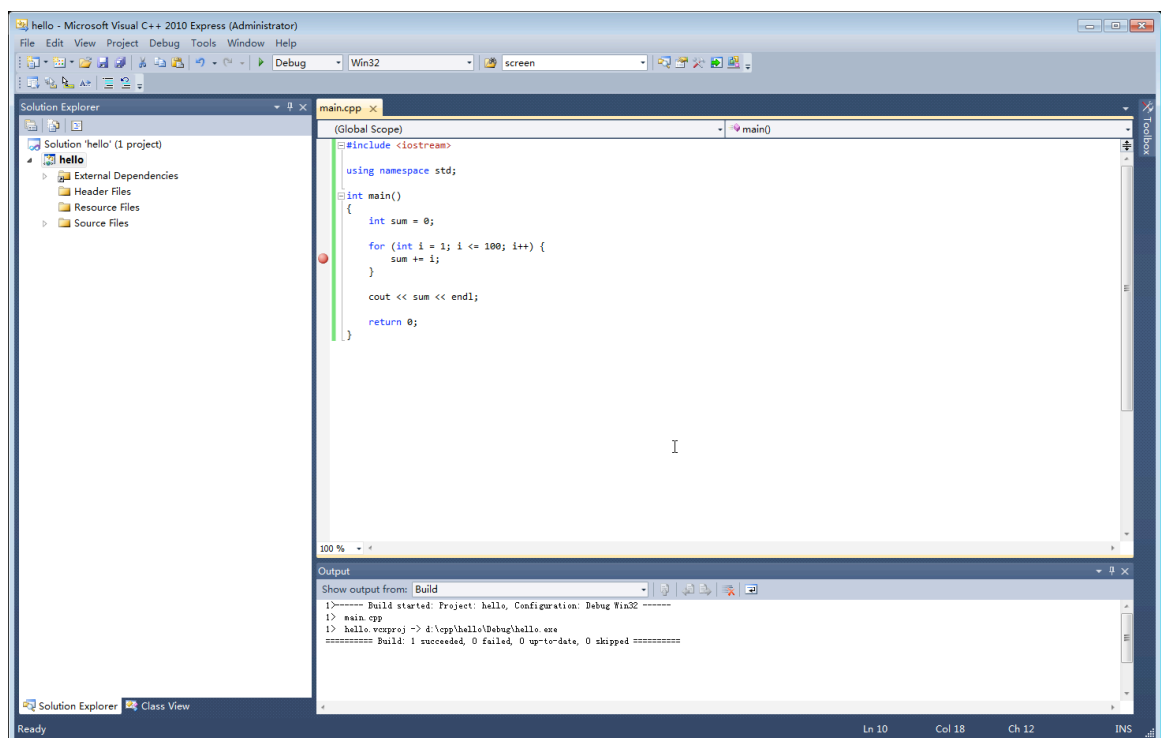 hello - Microsoft Visual C++ 2010 Express (Administrator)
File Edit View Project Debug Tools Window Help
Debug Win32 screen
Solution Explorer
Solution 'hello' (1 project)
hello
External Dependencies
Header Files
Resource Files
Source Files
Solution Explorer Class View
main.cpp
(Global Scope) main()
#include <iostream>
using namespace std;
int main()
{
int sum = 0;
for (int i = 1; i <= 100; i++) {
sum += i;
}
cout << sum << endl;
return 0;
}
100 %
Toolbox
Output
Show output from: Build
1>------ Build started: Project: hello, Configuration: Debug Win32 ------
1> main.cpp
1> hello.vcxproj -> d:\cpp\hello\Debug\hello.exe
========== Build: 1 succeeded, 0 failed, 0 up-to-date, 0 skipped ==========
Ready Ln 10 Col 18 Ch 12 INS